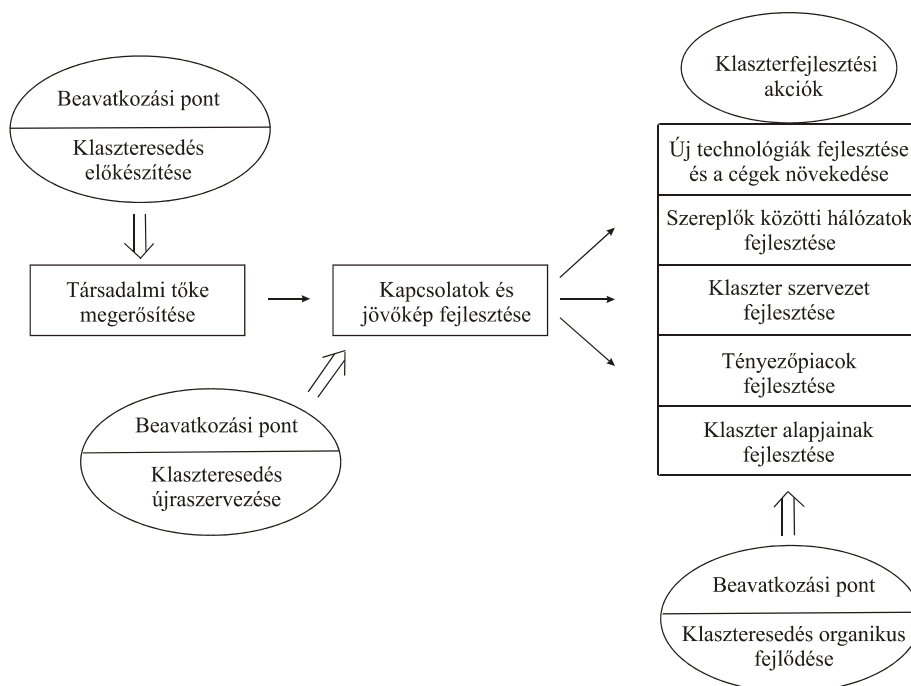 Beavatkozási pont
Klaszteresedés
előkészítése
Társadalmi tőke
megerősítése
Kapcsolatok és
jövőkép fejlesztése
Beavatkozási pont
Klaszteresedés
újraszervezése
Klaszterfejlesztési
akciók
Új technológiák fejlesztése
és a cégek növekedése
Szereplők közötti hálózatok
fejlesztése
Klaszter szervezet
fejlesztése
Tényezőpiacok
fejlesztése
Klaszter alapjainak
fejlesztése
Beavatkozási pont
Klaszteresedés organikus
fejlődése